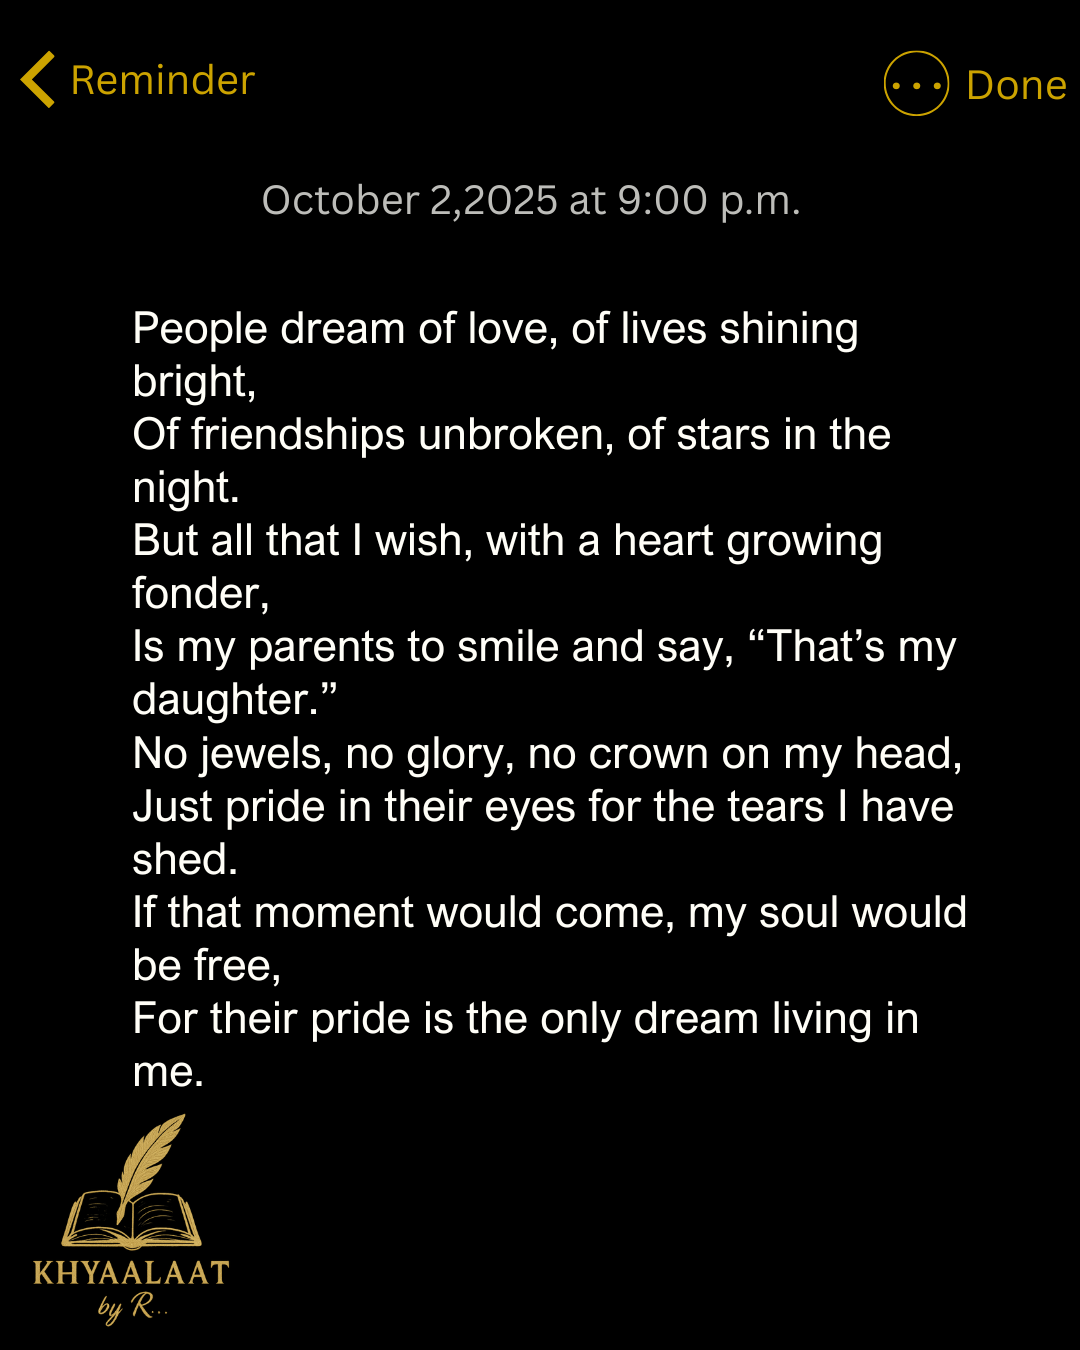 Reminder
Done
October 2,2025 at 9:00 p.m.
People dream of love, of lives shining
bright,
Of friendships unbroken, of stars in the
night.
But all that I wish, with a heart growing
fonder,
Is my parents to smile and say, “That’s my
daughter.”
No jewels, no glory, no crown on my head,
Just pride in their eyes for the tears I have
shed.
If that moment would come, my soul would
be free,
For their pride is the only dream living in
me.
KHYAALAAT
by R...